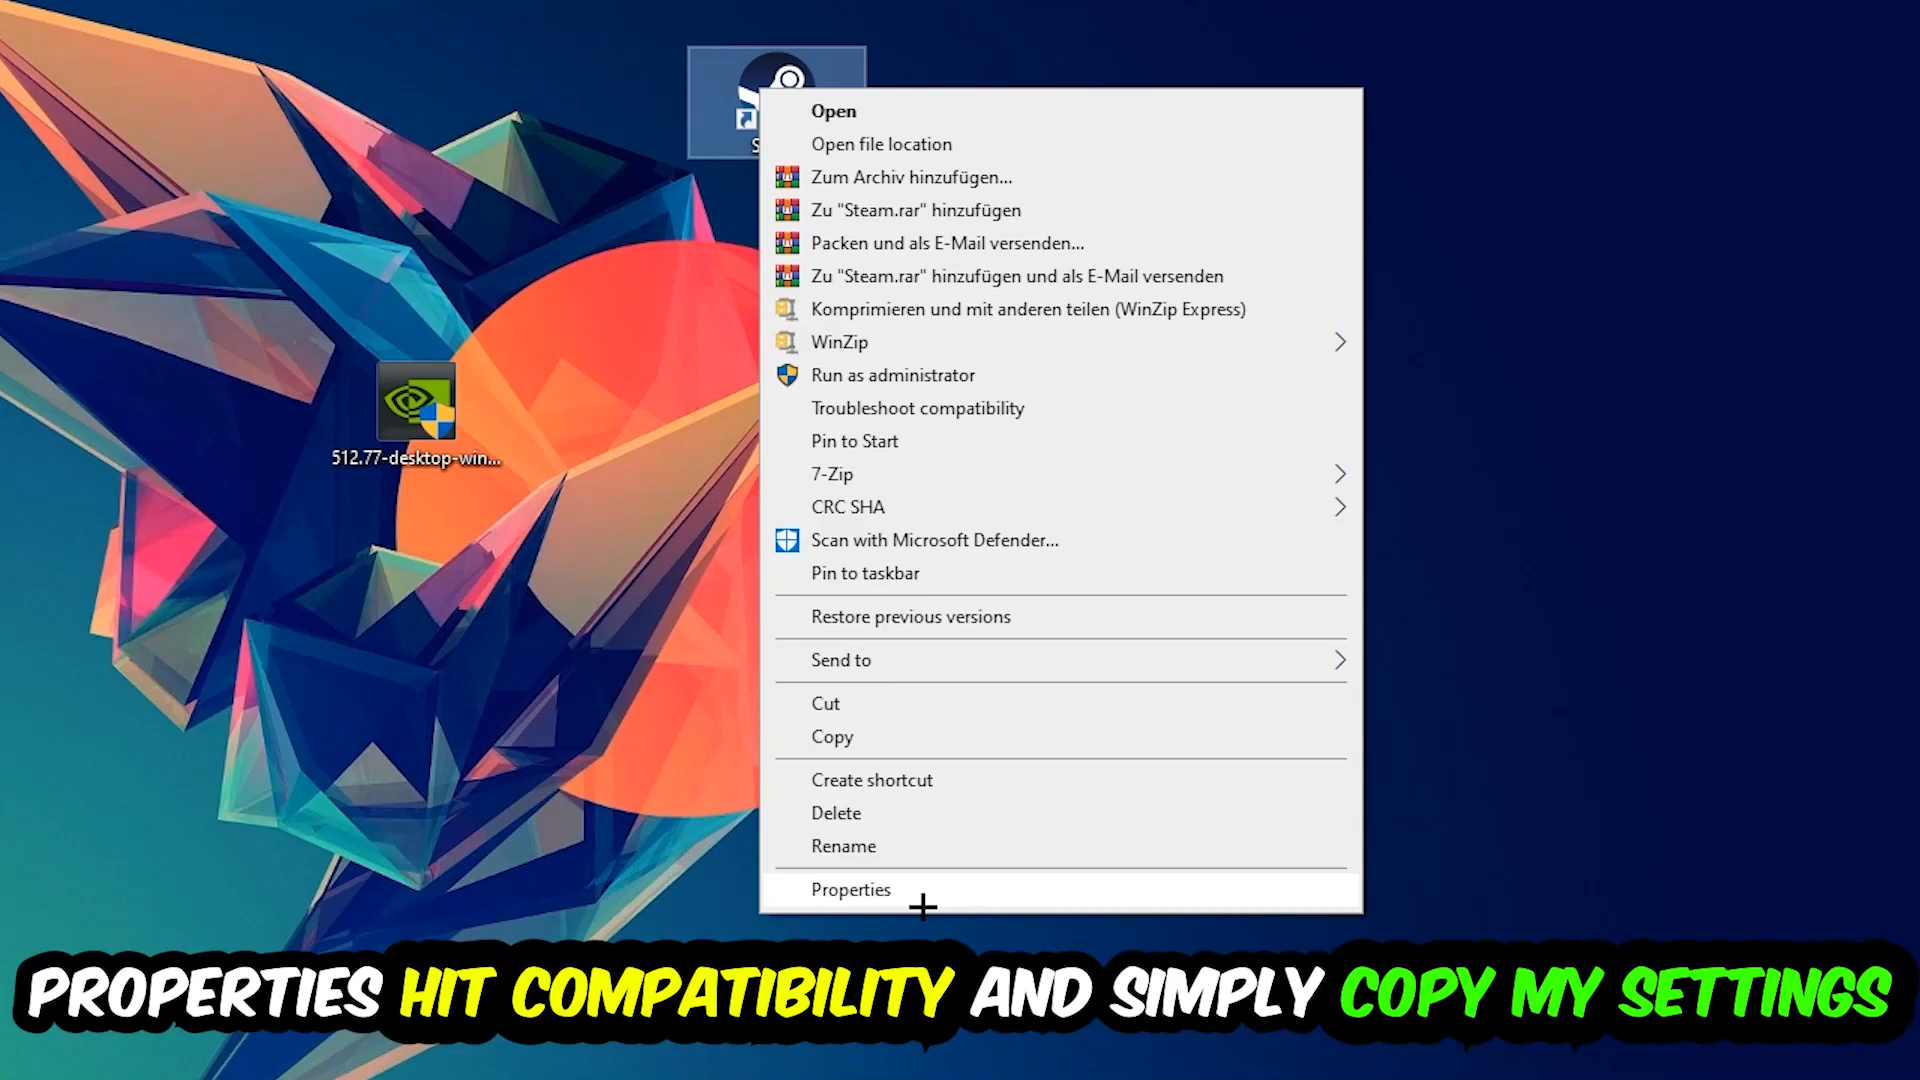 Open
Open file location
Zum Archiv hinzufügen...
Zu "Steam.rar" hinzufügen
Packen und als E-Mail versenden...
Zu "Steam.rar" hinzufügen und als E-Mail versenden
Komprimieren und mit anderen teilen (WinZip Express)
WinZip
Run as administrator
Troubleshoot compatibility
Pin to Start
7-Zip
CRC SHA
Scan with Microsoft Defender...
Pin to taskbar
Restore previous versions
Send to
Cut
Copy
Create shortcut
Delete
Rename
Properties
512.77-desktop-win...
PROPERTIES HIT COMPATIBILITY AND SIMPLY COPY MY SETTINGS